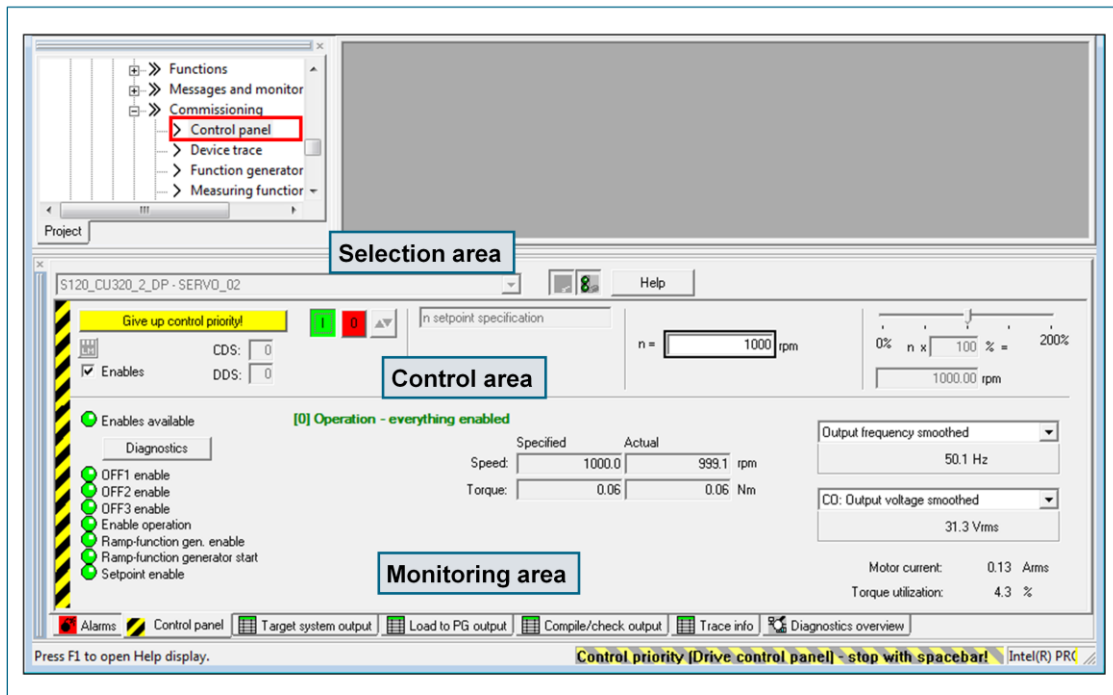 Functions
Messages and monitor
Commissioning
Control panel
Device trace
Function generator
Measuring function
Project
Selection area
S120_CU320_2_DP - SERVO_02
Help
Give up control priority!
I 0
n setpoint specification
n = 1000 rpm
0% n x 100 % = 200%
1000.00 rpm
CDS: 0
Enables DDS: 0
Control area
Enables available
[0] Operation - everything enabled
Diagnostics
Specified Actual
Speed: 1000.0 999.1 rpm
Torque: 0.06 0.06 Nm
Output frequency smoothed
50.1 Hz
CO: Output voltage smoothed
31.3 Vrms
OFF1 enable
OFF2 enable
OFF3 enable
Enable operation
Ramp-function gen. enable
Ramp-function generator start
Setpoint enable
Monitoring area
Motor current: 0.13 Arms
Torque utilization: 4.3 %
Alarms Control panel Target system output Load to PG output Compile/check output Trace info Diagnostics overview
Press F1 to open Help display.
Control priority [Drive control panel] - stop with spacebar! Intel(R) PRO